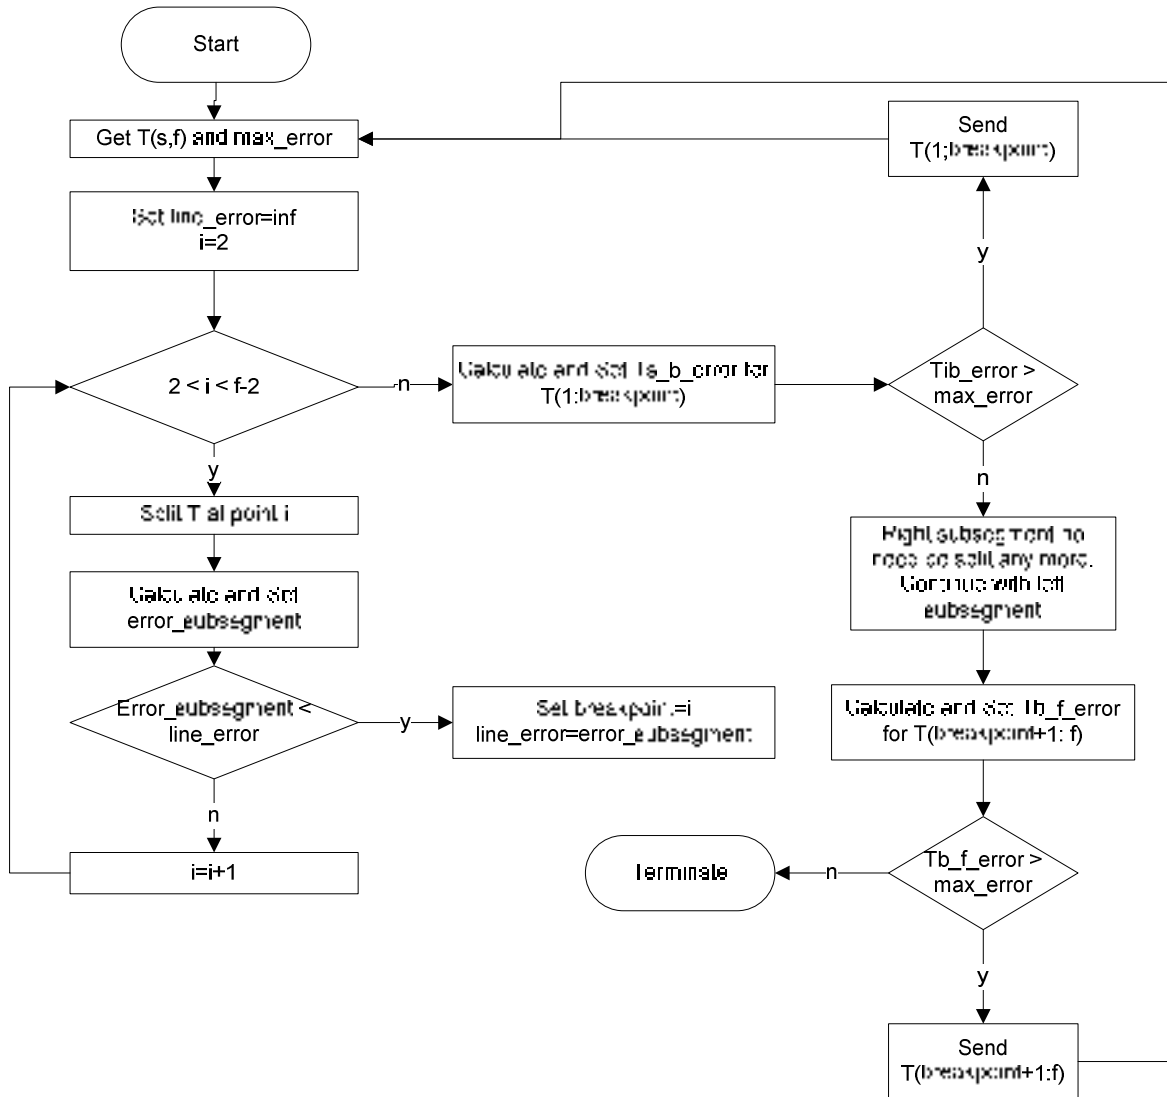 Start
Get T(s,f) and max_error
Send
T(1;breakpoint)
Set line_error=inf
i=2
y
2 < i < f-2
n
Calculate and Set Ts_b_error for
T(1:breakpoint)
Tib_error >
max_error
y
n
Split T at point i
Right subsegment no
need be split any more.
Continue with left
subsegment
Calculate and Set
error_subsegment
Error_subsegment <
line_error
y
Set breakpoint=i
line_error=error_subsegment
Calculate and Set Tb_f_error
for T(breakpoint+1: f)
n
i=i+1
Terminate
n
Tb_f_error >
max_error
y
Send
T(breakpoint+1:f)